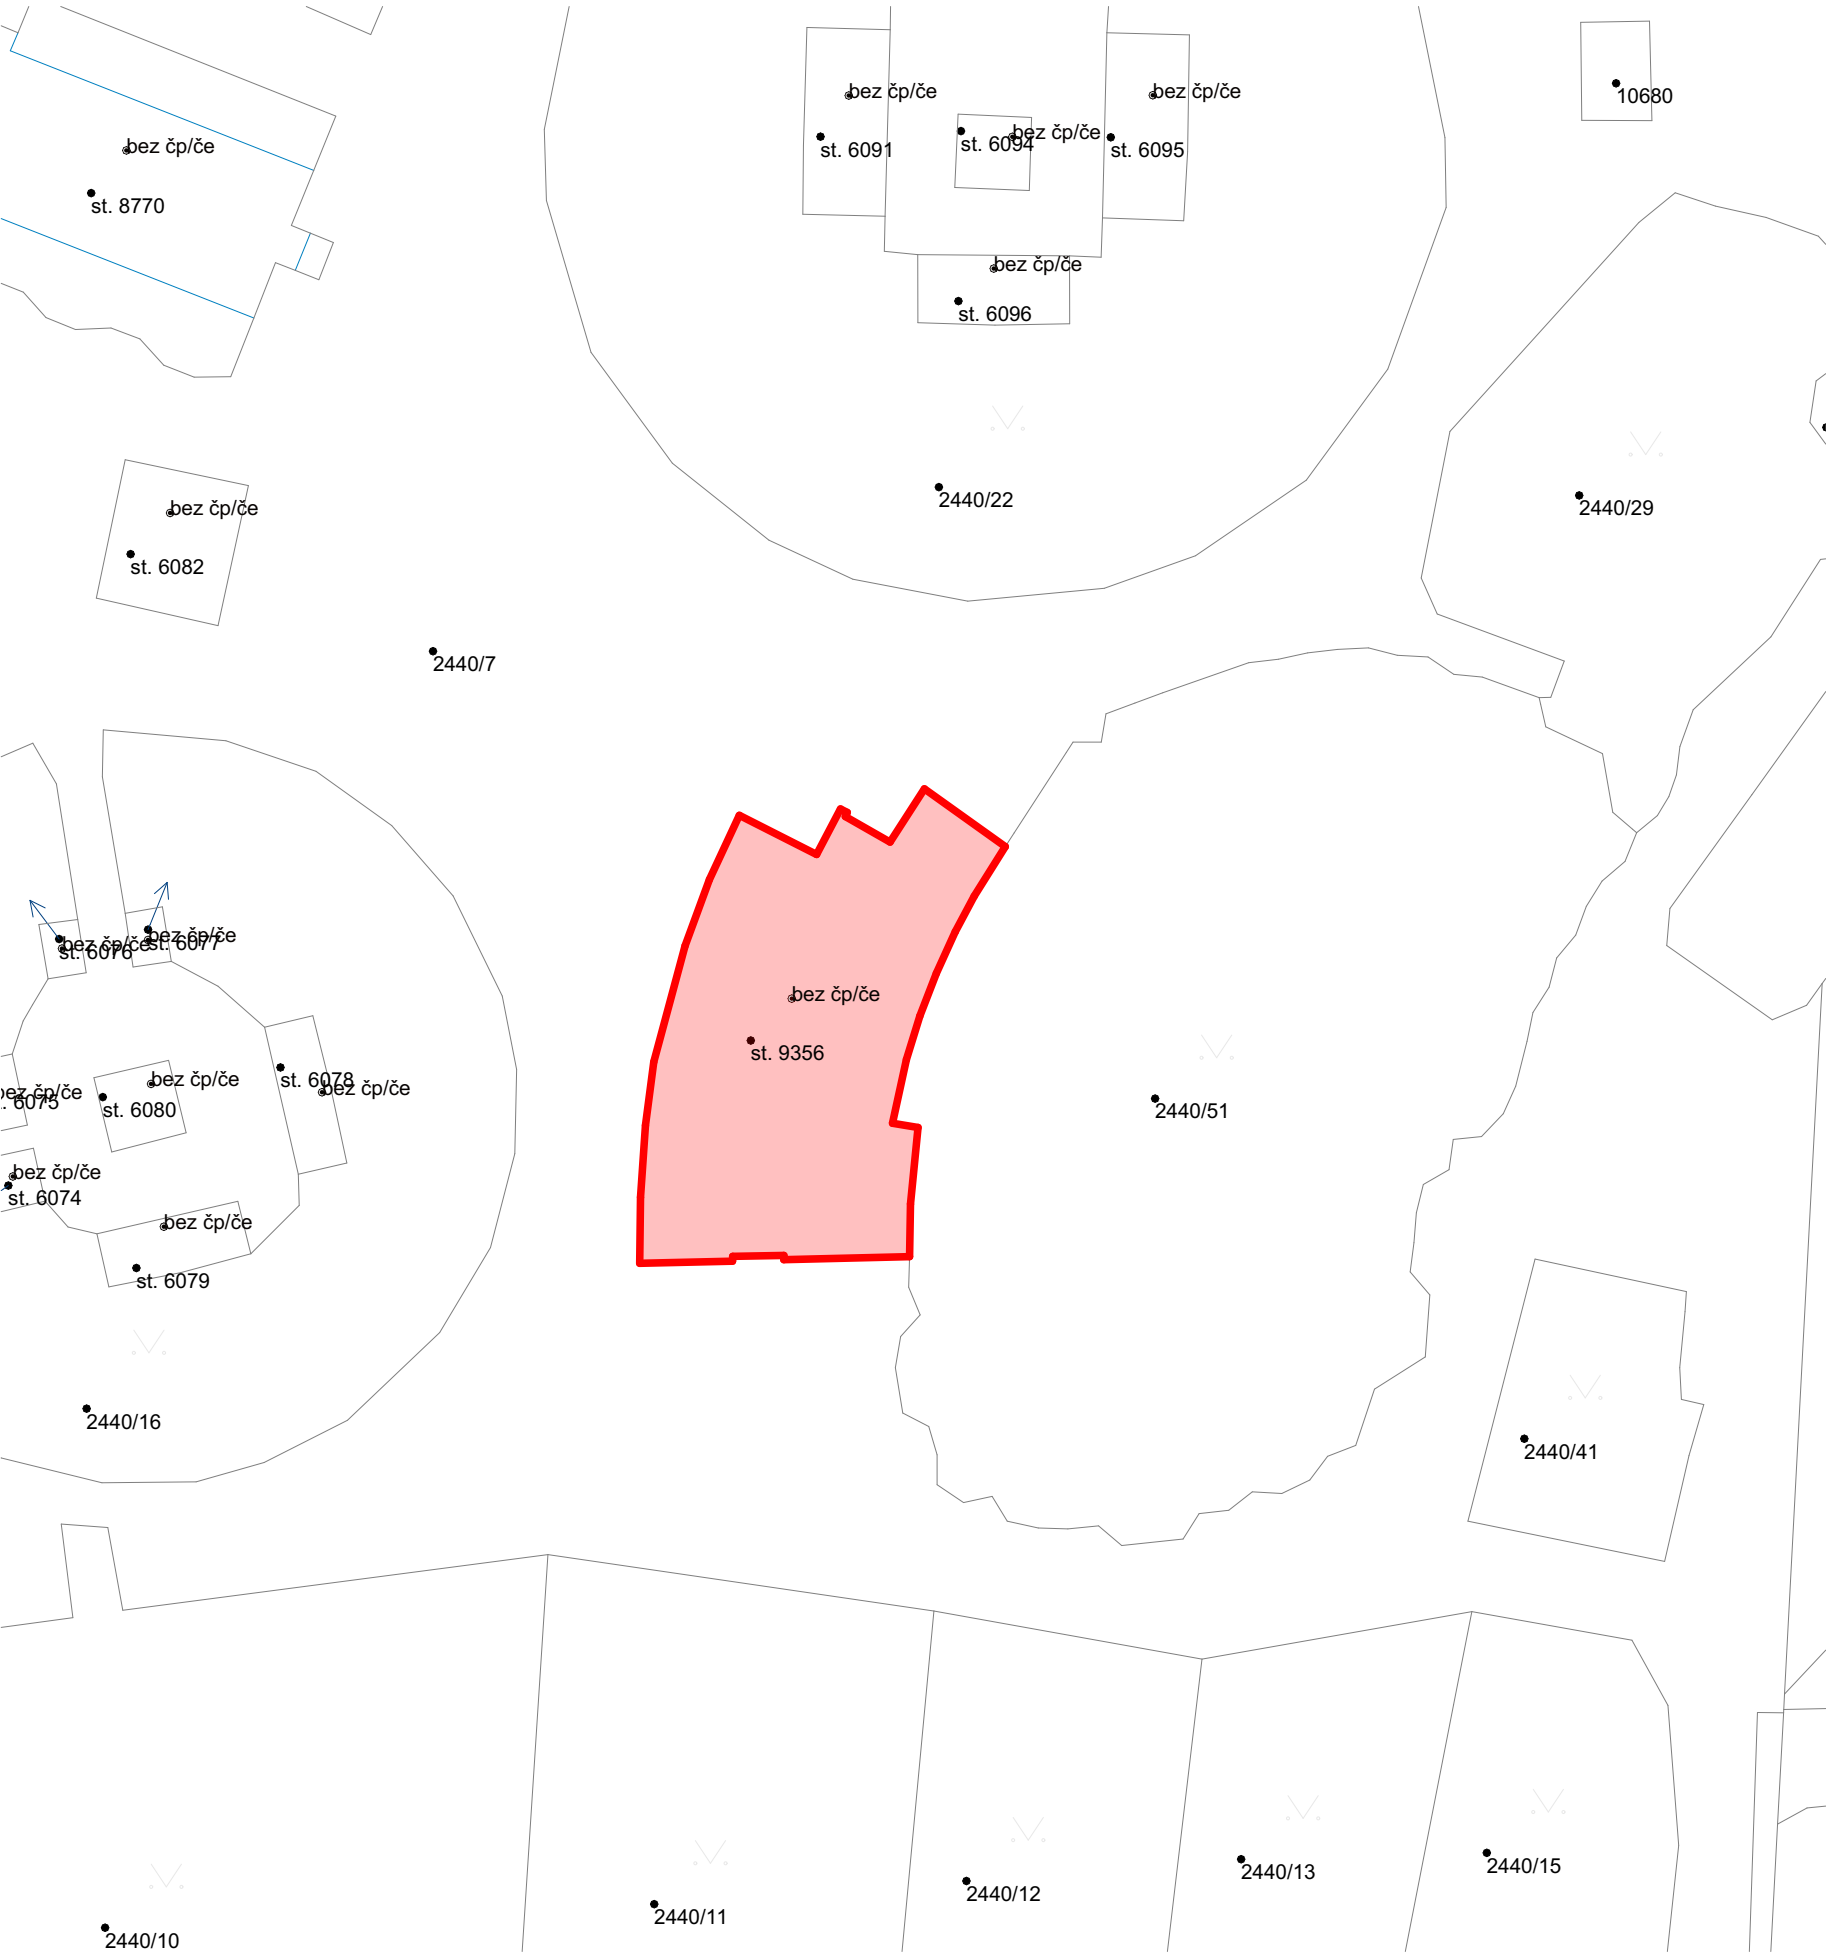 bez čp/če
bez čp/če
10680
bez čp/če
st. 6091
st. 6094
bez čp/če
st. 6095
st. 8770
bez čp/če
st. 6096
2440/22
2440/29
bez čp/če
st. 6082
2440/7
bez čp/če
st. 6076
bez čp/če
st. 6077
bez čp/če
st. 9356
bez čp/če
st. 6078
bez čp/če
bez čp/če
. 6075
st. 6080
2440/51
bez čp/če
st. 6074
bez čp/če
st. 6079
2440/16
2440/41
2440/15
2440/13
2440/12
2440/11
2440/10